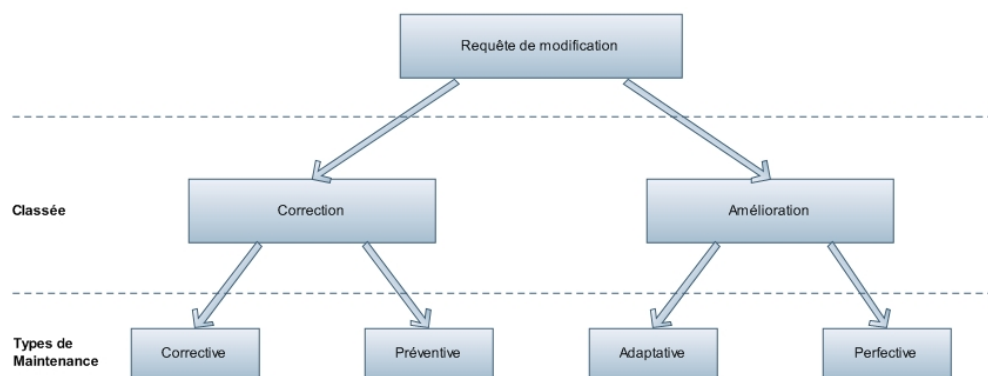 Requête de modification
Classée
Correction
Amélioration
Types de
Maintenance
Corrective
Préventive
Adaptative
Perfective